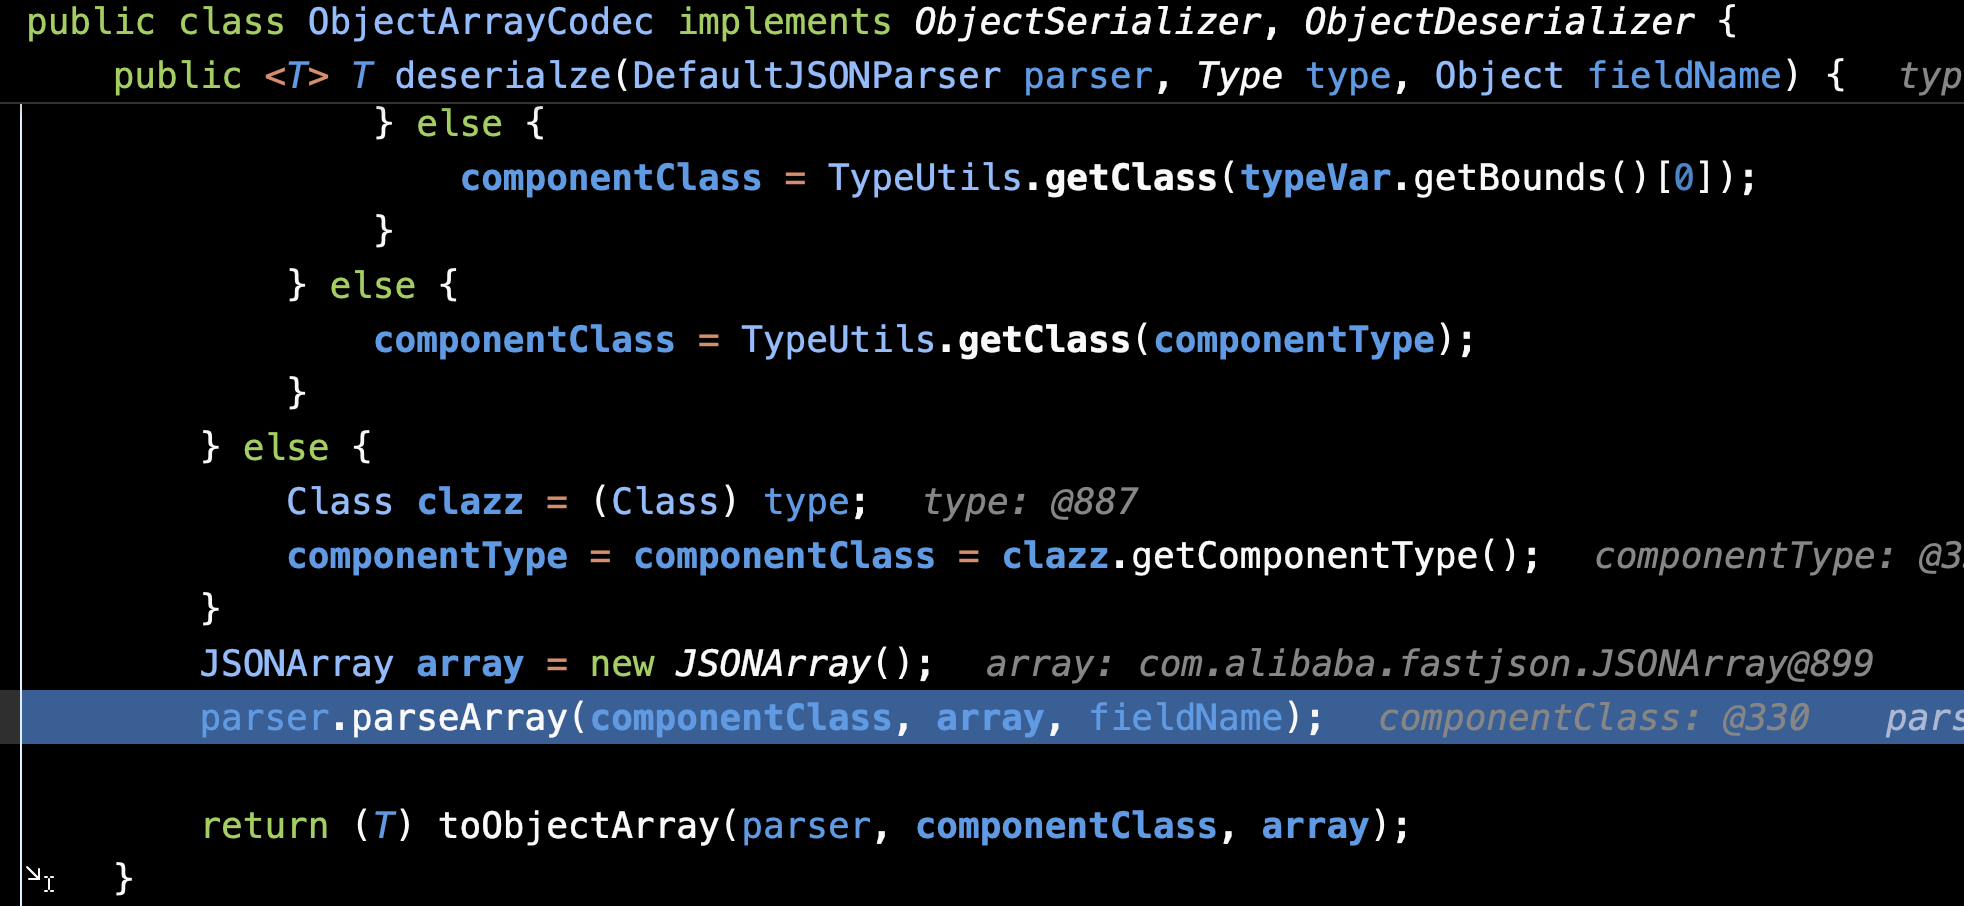 public class ObjectArrayCodec implements ObjectSerializer, ObjectDeserializer {
public <T> T deserialze(DefaultJSONParser parser, Type type, Object fieldName) { typ
} else {
componentClass = TypeUtils.getClass(typeVar.getBounds()[0]);
}
} else {
componentClass = TypeUtils.getClass(componentType);
}
} else {
Class clazz = (Class) type; type: @887
componentType = componentClass = clazz.getComponentType(); componentType: @3
}
JSONArray array = new JSONArray(); array: com.alibaba.fastjson.JSONArray@899
parser.parseArray(componentClass, array, fieldName); componentClass: @330 pars
return (T) toObjectArray(parser, componentClass, array);
}